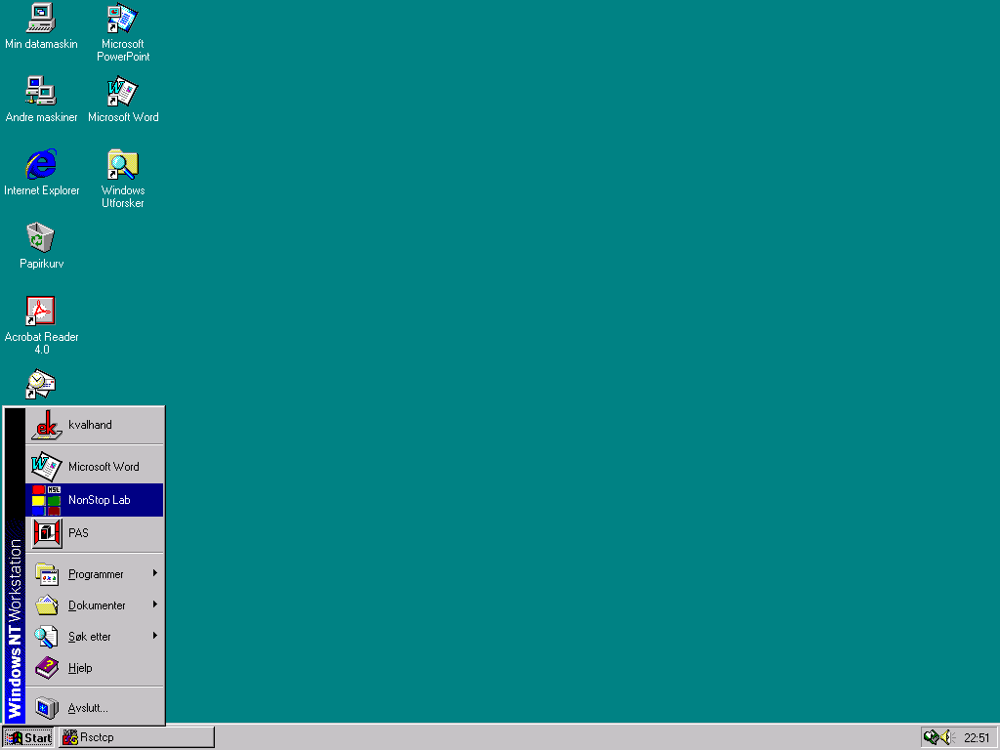 Min datamaskin
Microsoft
PowerPoint
Andre maskiner
Microsoft Word
Internet Explorer
Windows
Utforsker
Papirkurv
Acrobat Reader
4.0
kvalhand
Microsoft Word
NSL
NonStop Lab
PAS
Programmer
Dokumenter
Søk etter
Hjelp
Avslutt...
Windows NT Workstation
Start
Rsctcp
22:51